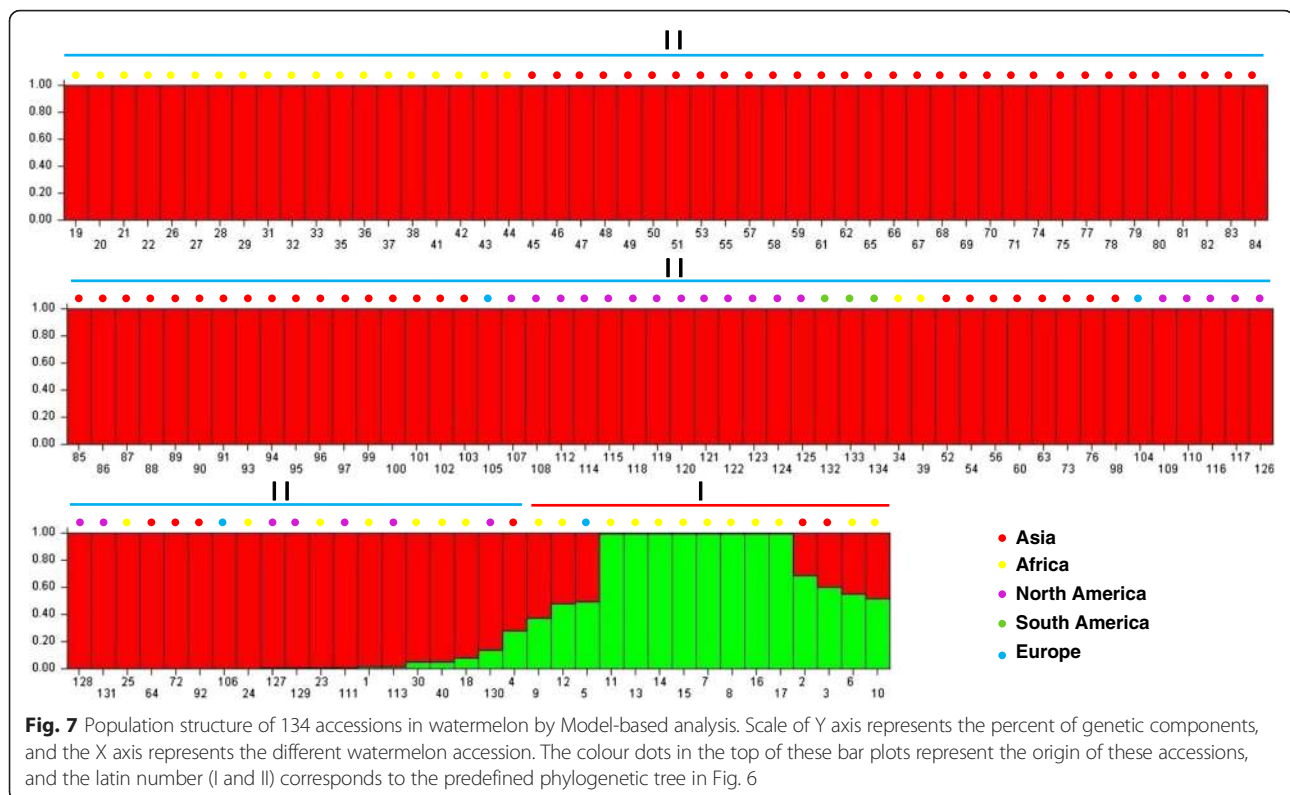 II
1.00
0.80
0.60
0.40
0.20
0.00
19 21 26 28 30 33 36 38 42 44 46 48 50 53 57 59 62 66 68 70 74 77 79 81 83
20 22 27 29 32 35 37 41 43 45 47 49 51 55 58 61 65 67 69 71 75 78 80 82 84
II
1.00
0.80
0.60
0.40
0.20
0.00
85 87 89 91 94 96 99 101 103 107 112 115 119 121 123 125 133 34 52 56 63 76 104 110 117
86 88 90 93 95 97 100 102 105 108 114 118 120 122 124 132 134 39 54 60 73 98 109 116 126
II I
1.00
0.80
0.60
0.40
0.20
0.00
128 25 72 106 127 23 1 30 18 4 12 11 14 7 16 2 6
131 64 92 24 129 111 113 40 130 9 5 13 15 8 17 3 10
Asia
Africa
North America
South America
Europe
Fig. 7 Population structure of 134 accessions in watermelon by Model-based analysis. Scale of Y axis represents the percent of genetic components,
and the X axis represents the different watermelon accession. The colour dots in the top of these bar plots represent the origin of these accessions,
and the latin number (I and II) corresponds to the predefined phylogenetic tree in Fig. 6